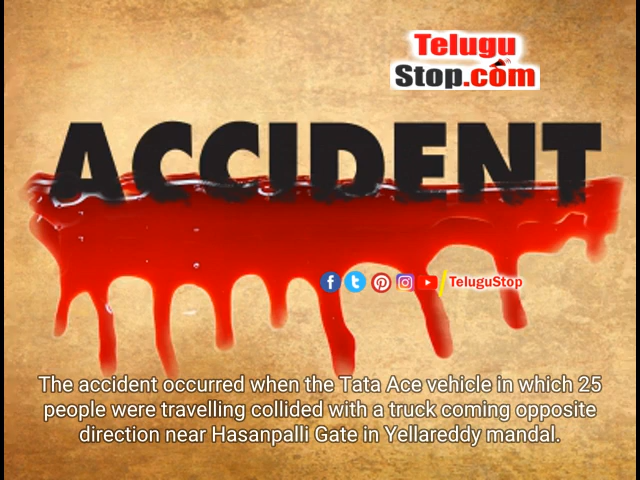 Telugu
Stop.com
ACCIDENT
TeluguStop
The accident occurred when the Tata Ace vehicle in which 25
people were travelling collided with a truck coming opposite
direction near Hasanpalli Gate in Yellareddy mandal.